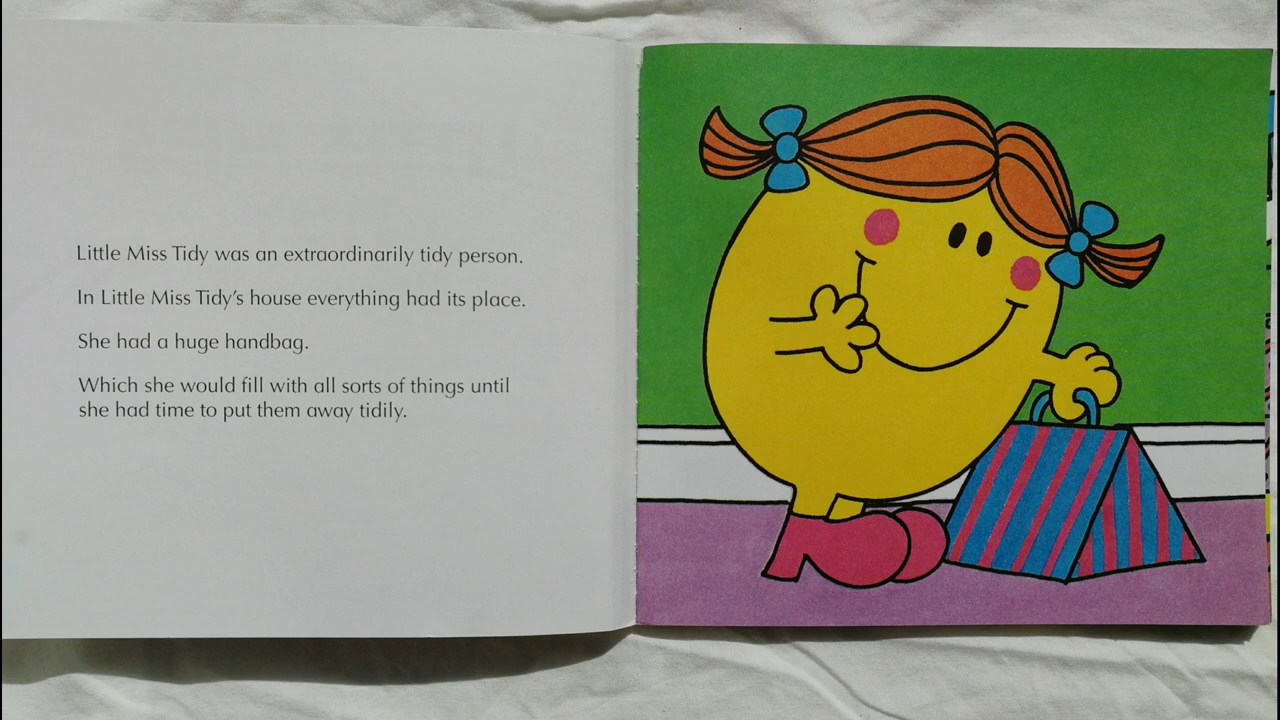 Little Miss Tidy was an extraordinarily tidy person.
In Little Miss Tidy's house everything had its place.
She had a huge handbag.
Which she would fill with all sorts of things until
she had time to put them away tidily.